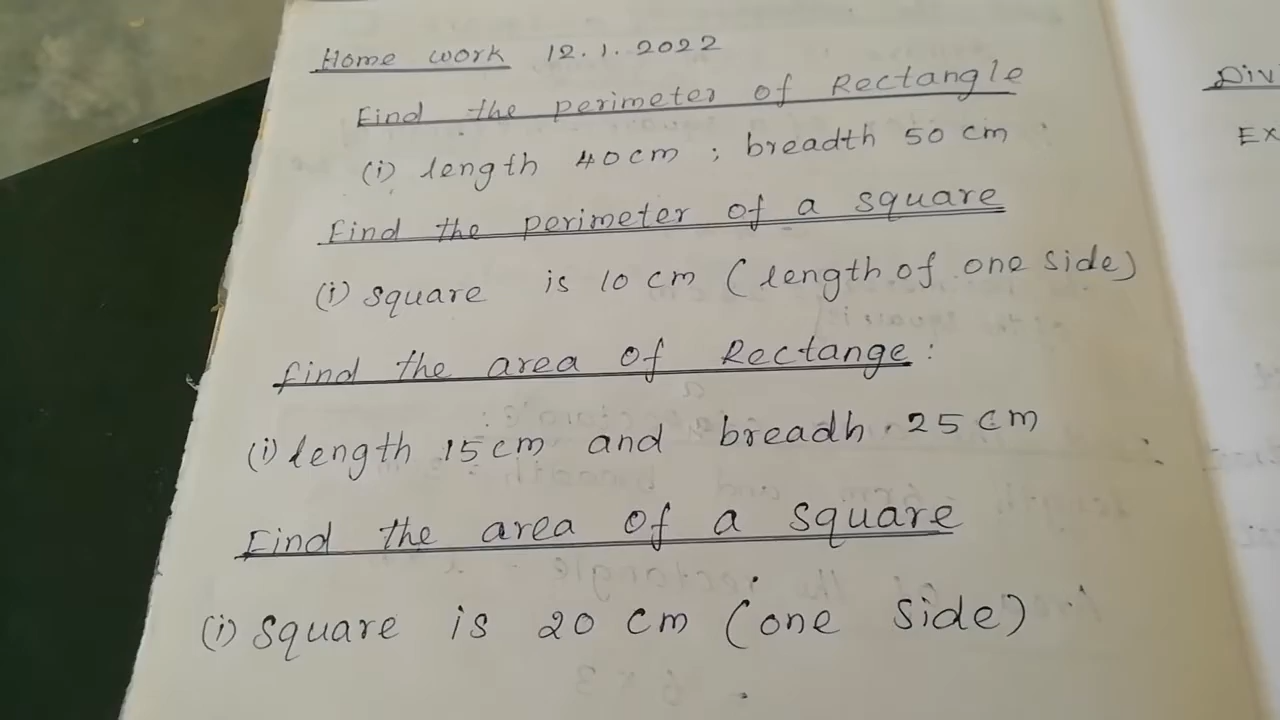 Home work 12.1.2022
Find the perimeter of Rectangle
(i) length 40cm ; breadth 50 cm
Find the perimeter of a square
(i) square is 10 cm (length of one side)
find the area of Rectange:
(i) length 15cm and breadh. 25 cm
Find the area of a square
(i) square is 20 cm (one side)
Div
Ex